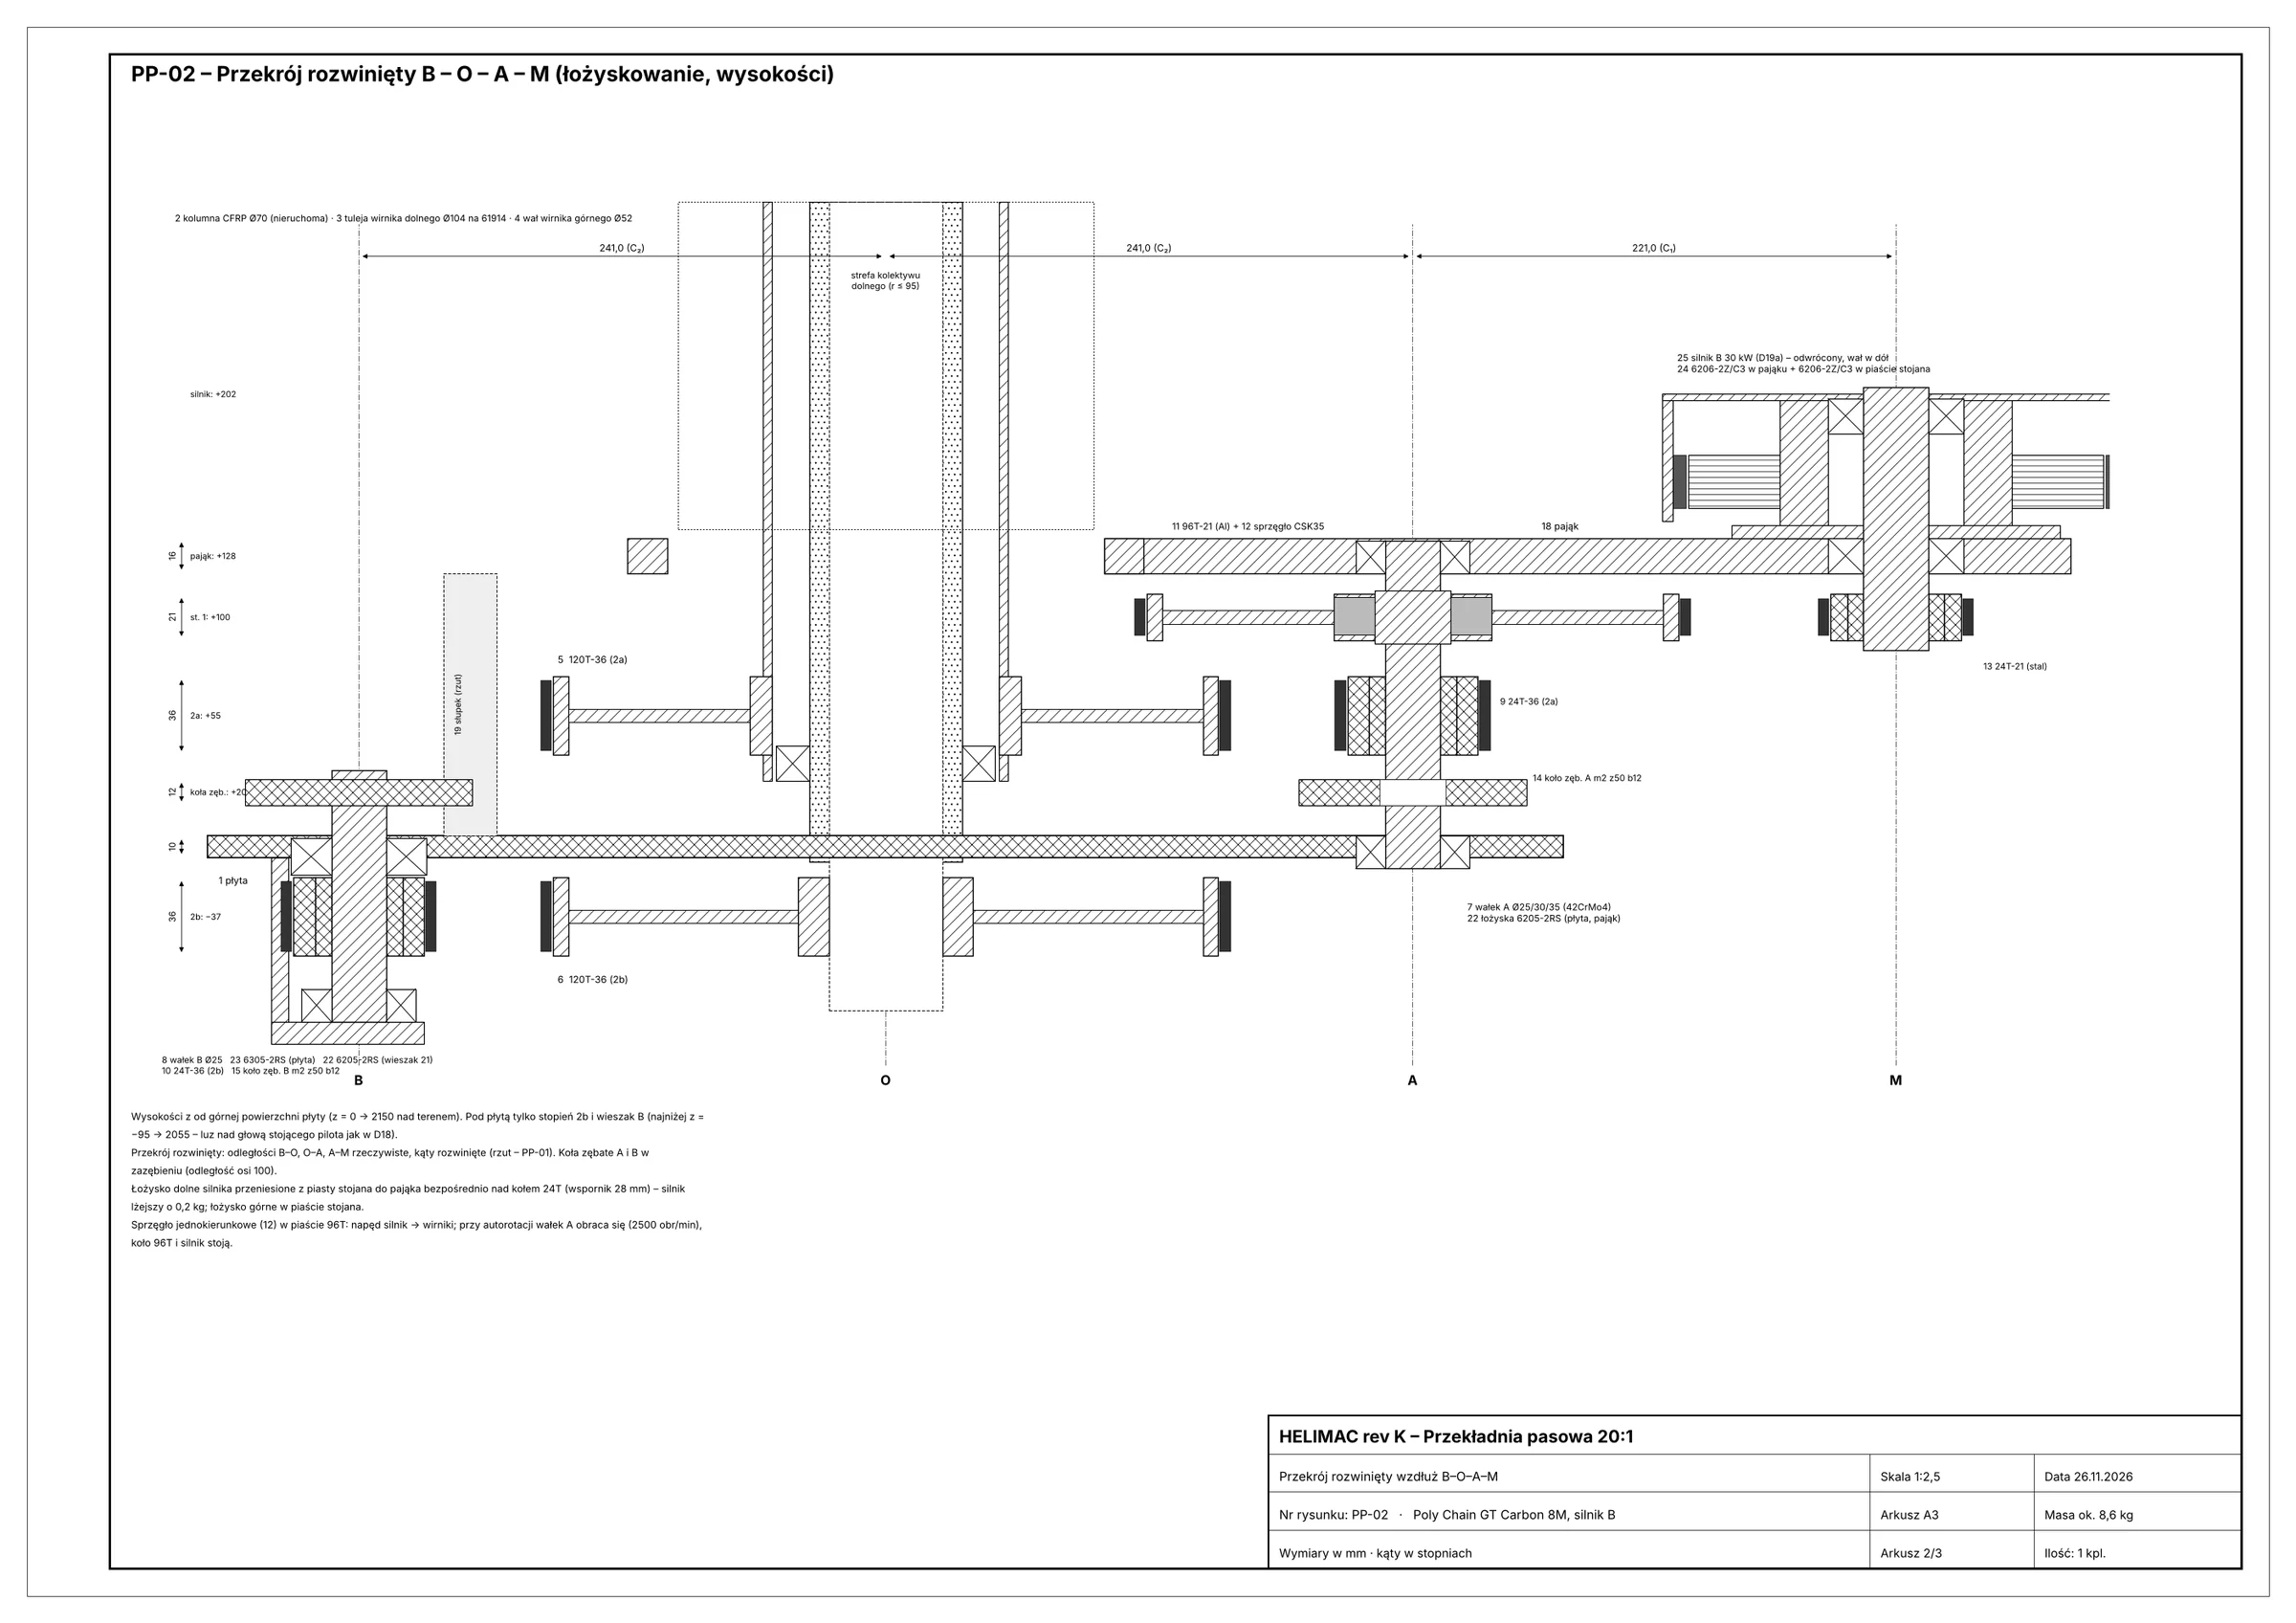 PP-02 – Przekrój rozwinięty B – O – A – M (łożyskowanie, wysokości)
2 kolumna CFRP Ø70 (nieruchoma) · 3 tuleja wirnika dolnego Ø104 na 61914 · 4 wał wirnika górnego Ø52
241,0 (C₂)
241,0 (C₂)
221,0 (C₁)
strefa kolektywu
dolnego (r ≤ 95)
25 silnik B 30 kW (D19a) – odwrócony, wał w dół
24 6206-2Z/C3 w pająku + 6206-2Z/C3 w piaście stojana
silnik: +202
11 96T-21 (Al) + 12 sprzęgło CSK35
18 pająk
16
pająk: +128
21
st. 1: +100
5 120T-36 (2a)
13 24T-21 (stal)
19 słupek (rzut)
9 24T-36 (2a)
36
2a: +55
14 koło zęb. A m2 z50 b12
12
koła zęb.: +20
10
1 płyta
7 wałek A Ø25/30/35 (42CrMo4)
22 łożyska 6205-2RS (płyta, pająk)
36
2b: −37
6 120T-36 (2b)
8 wałek B Ø25 23 6305-2RS (płyta) 22 6205-2RS (wieszak 21)
10 24T-36 (2b) 15 koło zęb. B m2 z50 b12
B
O
A
M
Wysokości z od górnej powierzchni płyty (z = 0 → 2150 nad terenem). Pod płytą tylko stopień 2b i wieszak B (najniżej z =
−95 → 2055 – luz nad głową stojącego pilota jak w D18).
Przekrój rozwinięty: odległości B–O, O–A, A–M rzeczywiste, kąty rozwinięte (rzut – PP-01). Koła zębate A i B w
zazębieniu (odległość osi 100).
Łożysko dolne silnika przeniesione z piasty stojana do pająka bezpośrednio nad kołem 24T (wspornik 28 mm) – silnik
lżejszy o 0,2 kg; łożysko górne w piaście stojana.
Sprzęgło jednokierunkowe (12) w piaście 96T: napęd silnik → wirniki; przy autorotacji wałek A obraca się (2500 obr/min),
koło 96T i silnik stoją.
HELIMAC rev K – Przekładnia pasowa 20:1
Przekrój rozwinięty wzdłuż B–O–A–M
Skala 1:2,5
Data 26.11.2026
Nr rysunku: PP-02 · Poly Chain GT Carbon 8M, silnik B
Arkusz A3
Masa ok. 8,6 kg
Wymiary w mm · kąty w stopniach
Arkusz 2/3
Ilość: 1 kpl.